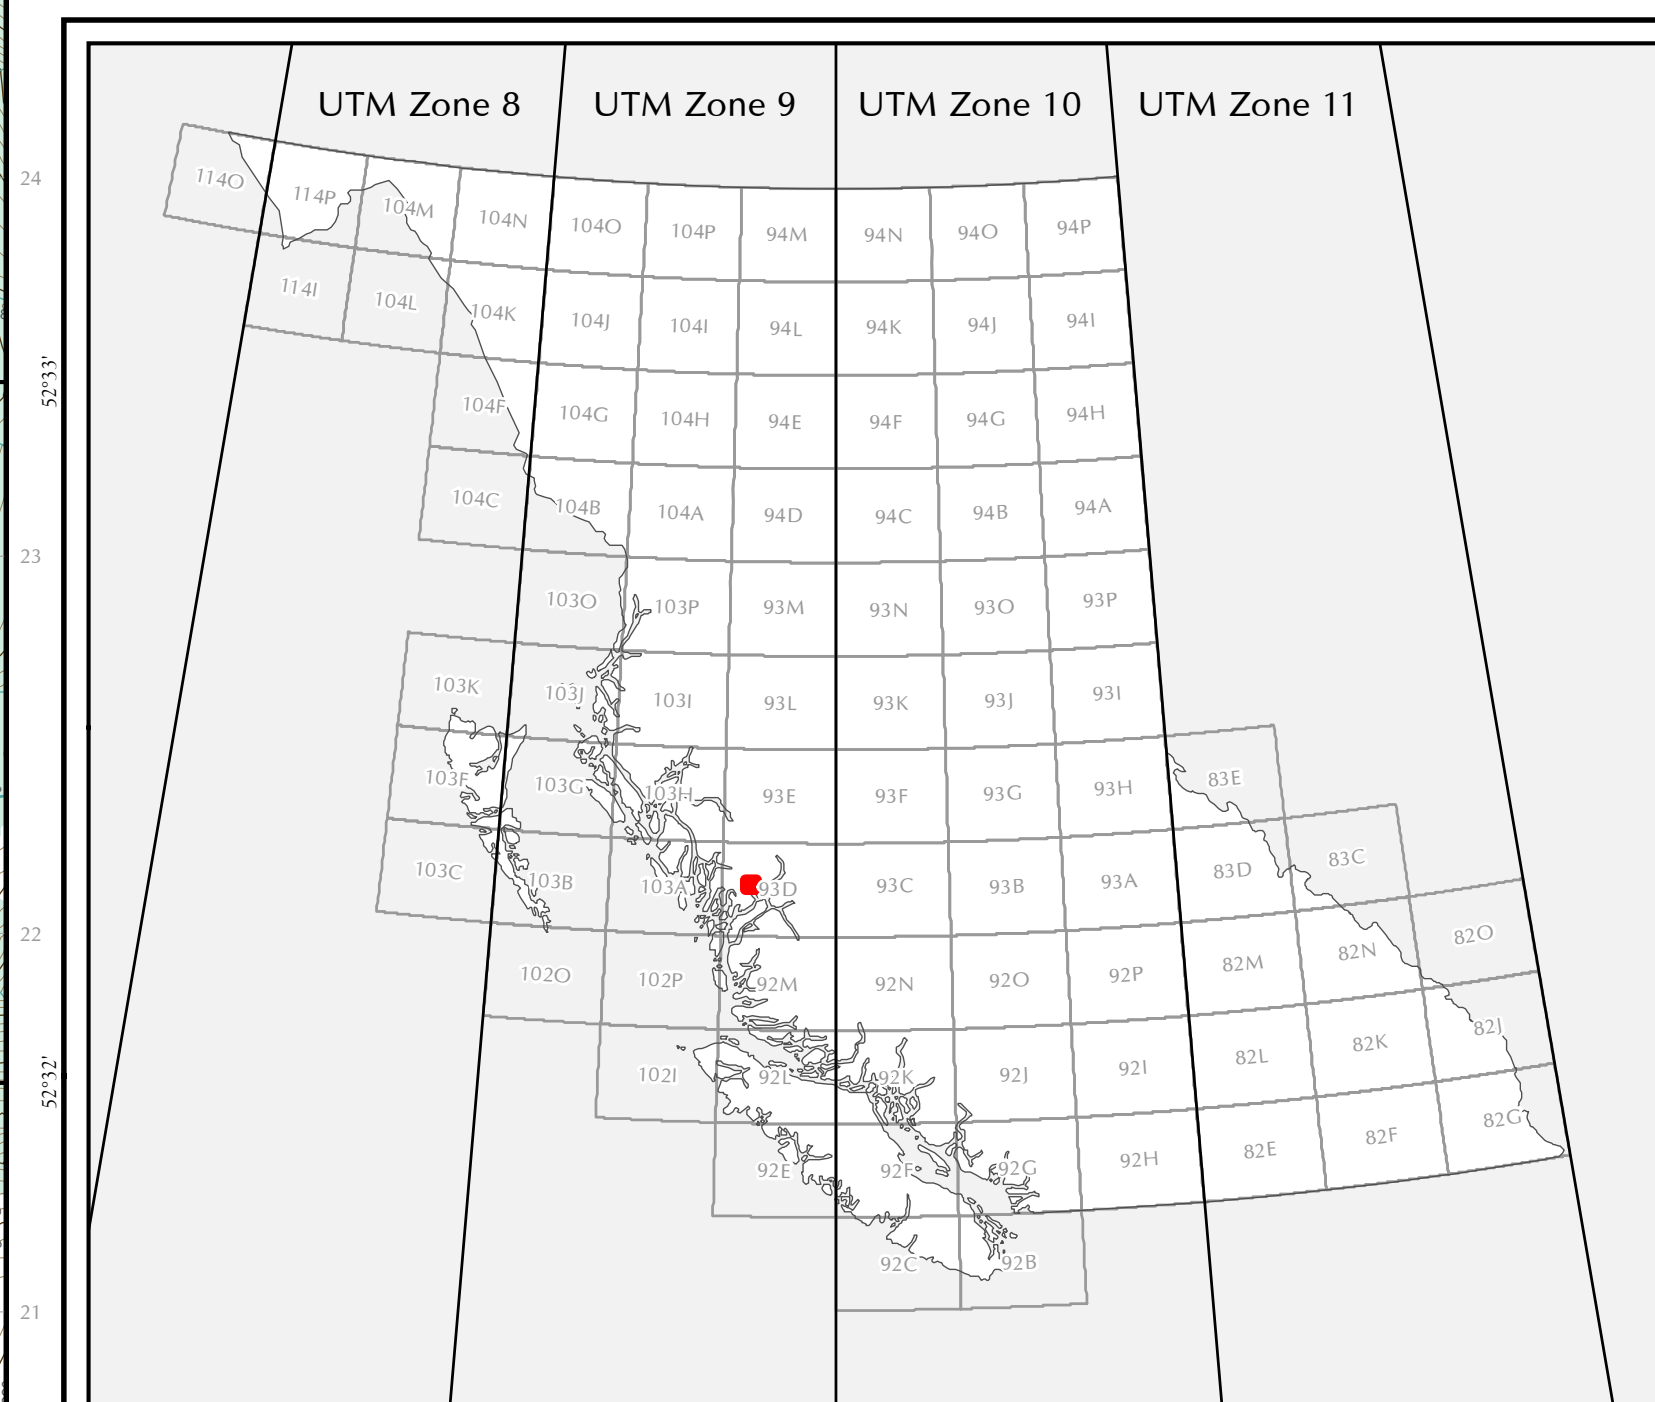 UTM Zone 8 UTM Zone 9 UTM Zone 10 UTM Zone 11
24
114O 114P 104M 104N 104O 104P 94M 94N 94O 94P
114I 104L 104K 104J 104I 94L 94K 94J 94I
52°33'
104F 104G 104H 94E 94F 94G 94H
104C 104B 104A 94D 94C 94B 94A
23
103O 103P 93M 93N 93O 93P
103K 103J 103I 93L 93K 93J 93I
103F 103G 103H 93E 93F 93G 93H 83E
103C 103B 103A 93D 93C 93B 93A 83D 83C
22
102O 102P 92M 92N 92O 92P 82M 82N 82O
52°32'
102I 92L 92K 92J 92I 82L 82K 82J
92E 92F 92G 92H 82E 82F 82G
92C 92B
21